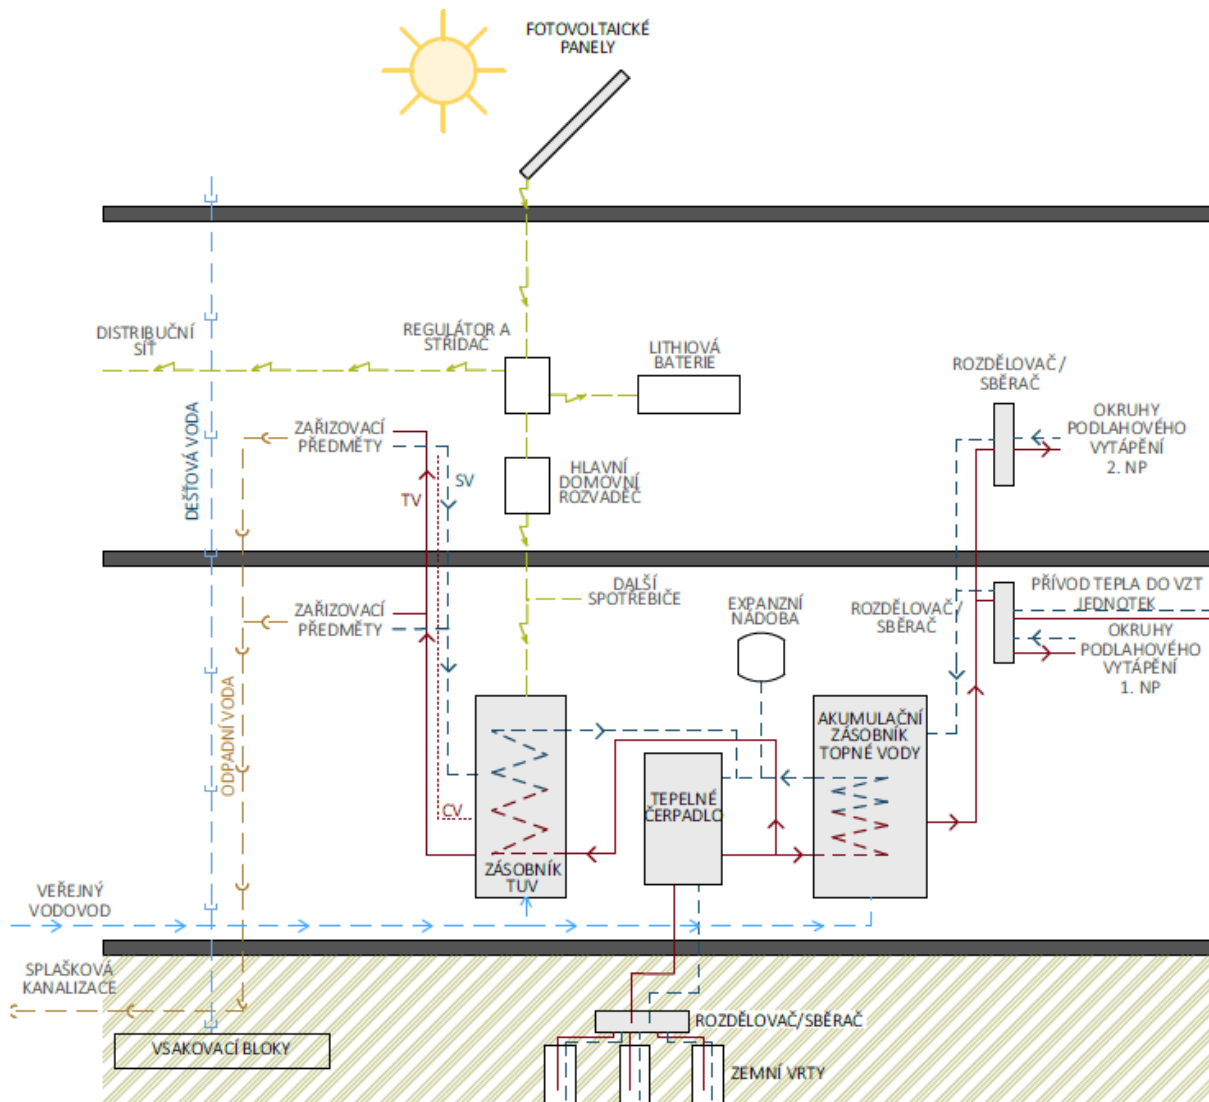 FOTOVOLTAICKÉ
PANELY
DISTRIBUČNÍ
SÍŤ
REGULÁTOR A
STŘÍDAČ
LITHIOVÁ
BATERIE
ROZDĚLOVAČ/
SBĚRAČ
DEŠŤOVÁ VODA
ZAŘIZOVACÍ
PŘEDMĚTY
TV
SV
HLAVNÍ
DOMOVNÍ
ROZVADĚČ
OKRUHY
PODLAHOVÉHO
VYTÁPĚNÍ
2. NP
ZAŘIZOVACÍ
PŘEDMĚTY
DALŠÍ
SPOTŘEBIČE
EXPANZNÍ
NÁDOBA
ROZDĚLOVAČ/
SBĚRAČ
PŘÍVOD TEPLA DO VZT
JEDNOTEK
OKRUHY
PODLAHOVÉHO
VYTÁPĚNÍ
1. NP
ODPADNÍ VODA
CV
ZÁSOBNÍK
TUV
TEPELNÉ
ČERPADLO
AKUMULAČNÍ
ZÁSOBNÍK
TOPNÉ VODY
VEŘEJNÝ
VODOVOD
SPLAŠKOVÁ
KANALIZACE
VSAKOVACÍ BLOKY
ROZDĚLOVAČ/SBĚRAČ
ZEMNÍ VRTY